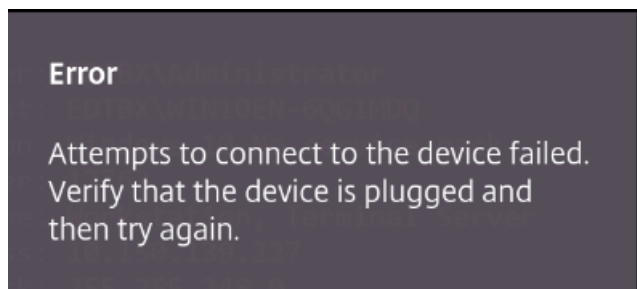 Error
Attempts to connect to the device failed.
Verify that the device is plugged and
then try again.